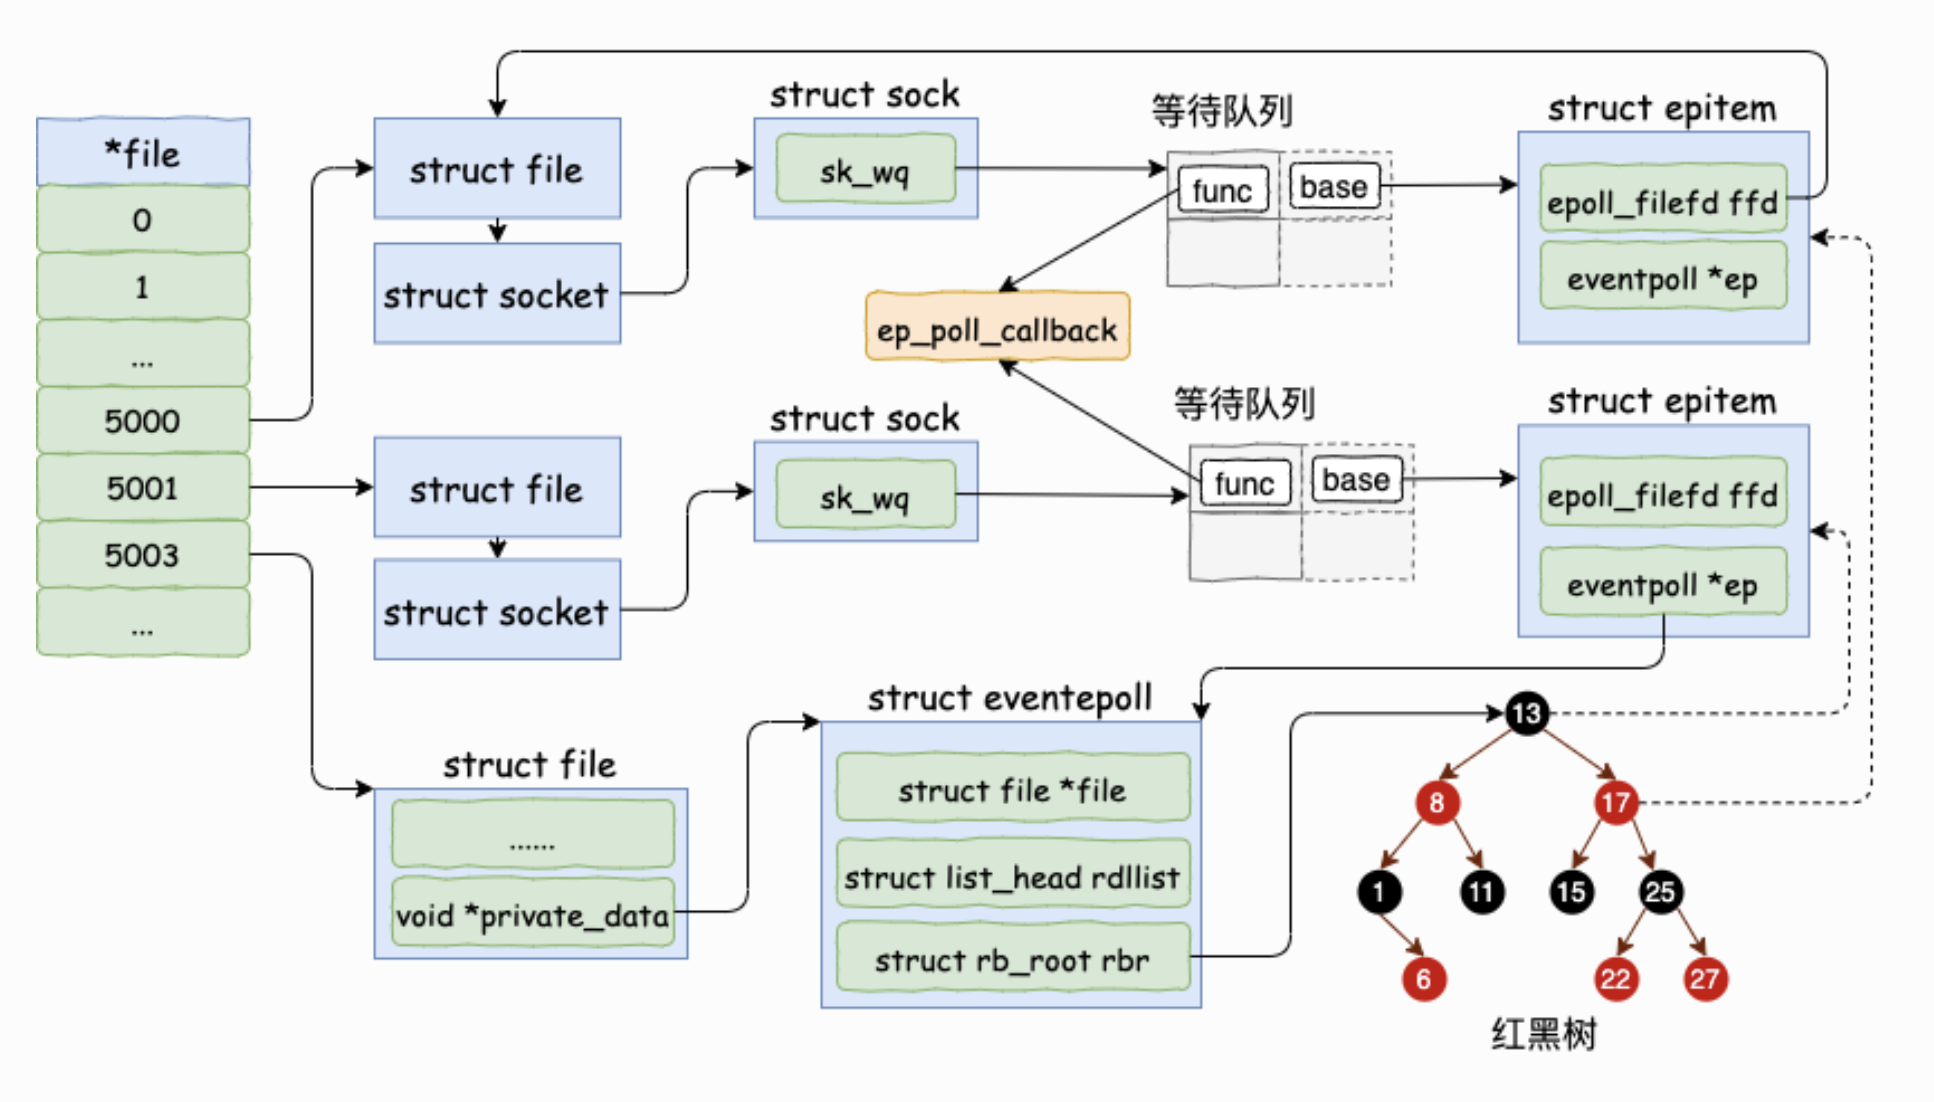 *file
0
1
...
5000
5001
5003
...
struct file
struct socket
struct sock
sk_wq
等待队列
func
base
struct epitem
epoll_filefd ffd
eventpoll *ep
ep_poll_callback
struct file
struct socket
struct sock
sk_wq
等待队列
func
base
struct epitem
epoll_filefd ffd
eventpoll *ep
struct file
......
void *private_data
struct eventepoll
struct file *file
struct list_head rdllist
struct rb_root rbr
13
8
17
1
11
15
25
6
22
27
红黑树